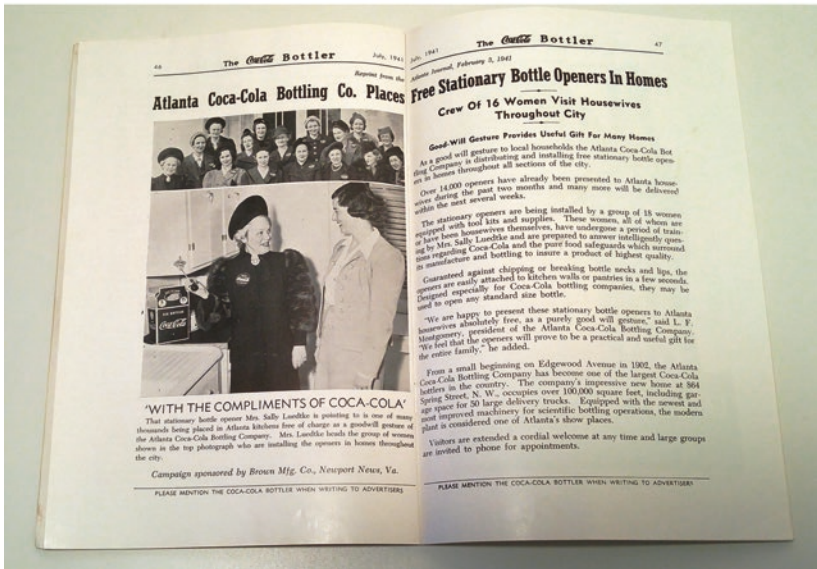 46
The Coca-Cola Bottler
July, 1941
Reprint from the
Atlanta Coca-Cola Bottling Co. Places
'WITH THE COMPLIMENTS OF COCA-COLA'
That stationary bottle opener Mrs. Sally Luedtke is pointing to is one of many
thousands being placed in Atlanta kitchens free of charge as a goodwill gesture of
the Atlanta Coca-Cola Bottling Company. Mrs. Luedtke heads the group of women
shown in the top photograph who are installing the openers in homes throughout
the city.
Campaign sponsored by Brown Mfg. Co., Newport News, Va.
PLEASE MENTION THE COCA-COLA BOTTLER WHEN WRITING TO ADVERTISERS
Coca-Cola
July, 1941
The Coca-Cola Bottler
47
Atlanta Journal, February 5, 1941
Free Stationary Bottle Openers In Homes
Crew Of 16 Women Visit Housewives
Throughout City
Good-Will Gesture Provides Useful Gift For Many Homes
As a good will gesture to local households the Atlanta Coca-Cola Bot
tling Company is distributing and installing free stationary bottle open-
ers in homes throughout all sections of the city.
Over 14,000 openers have already been presented to Atlanta house-
wives during the past two months and many more will be delivered
within the next several weeks.
The stationary openers are being installed by a group of 18 women
equipped with tool kits and supplies. These women, all of whom are
or have been housewives themselves, have undergone a period of train-
ing by Mrs. Sally Luedtke and are prepared to answer intelligently ques-
tions regarding Coca-Cola and the pure food safeguards which surround
its manufacture and bottling to insure a product of highest quality.
Guaranteed against chipping or breaking bottle necks and lips, the
openers are easily attached to kitchen walls or pantries in a few seconds.
Designed especially for Coca-Cola bottling companies, they may be
used to open any standard size bottle.
"We are happy to present these stationary bottle openers to Atlanta
housewives absolutely free, as a purely good will gesture," said L. F.
Montgomery, president of the Atlanta Coca-Cola Bottling Company.
"We feel that the openers will prove to be a practical and useful gift for
the entire family," he added.
From a small beginning on Edgewood Avenue in 1902, the Atlanta
Coca-Cola Bottling Company has become one of the largest Coca-Cola
bottlers in the country. The company's impressive new home at 864
Spring Street, N. W., occupies over 100,000 square feet, including gar-
age space for 50 large delivery trucks. Equipped with the newest and
most improved machinery for scientific bottling operations, the modern
plant is considered one of Atlanta's show places.
Visitors are extended a cordial welcome at any time and large groups
are invited to phone for appointments.
PLEASE MENTION THE COCA-COLA BOTTLER WHEN WRITING TO ADVERTISERS